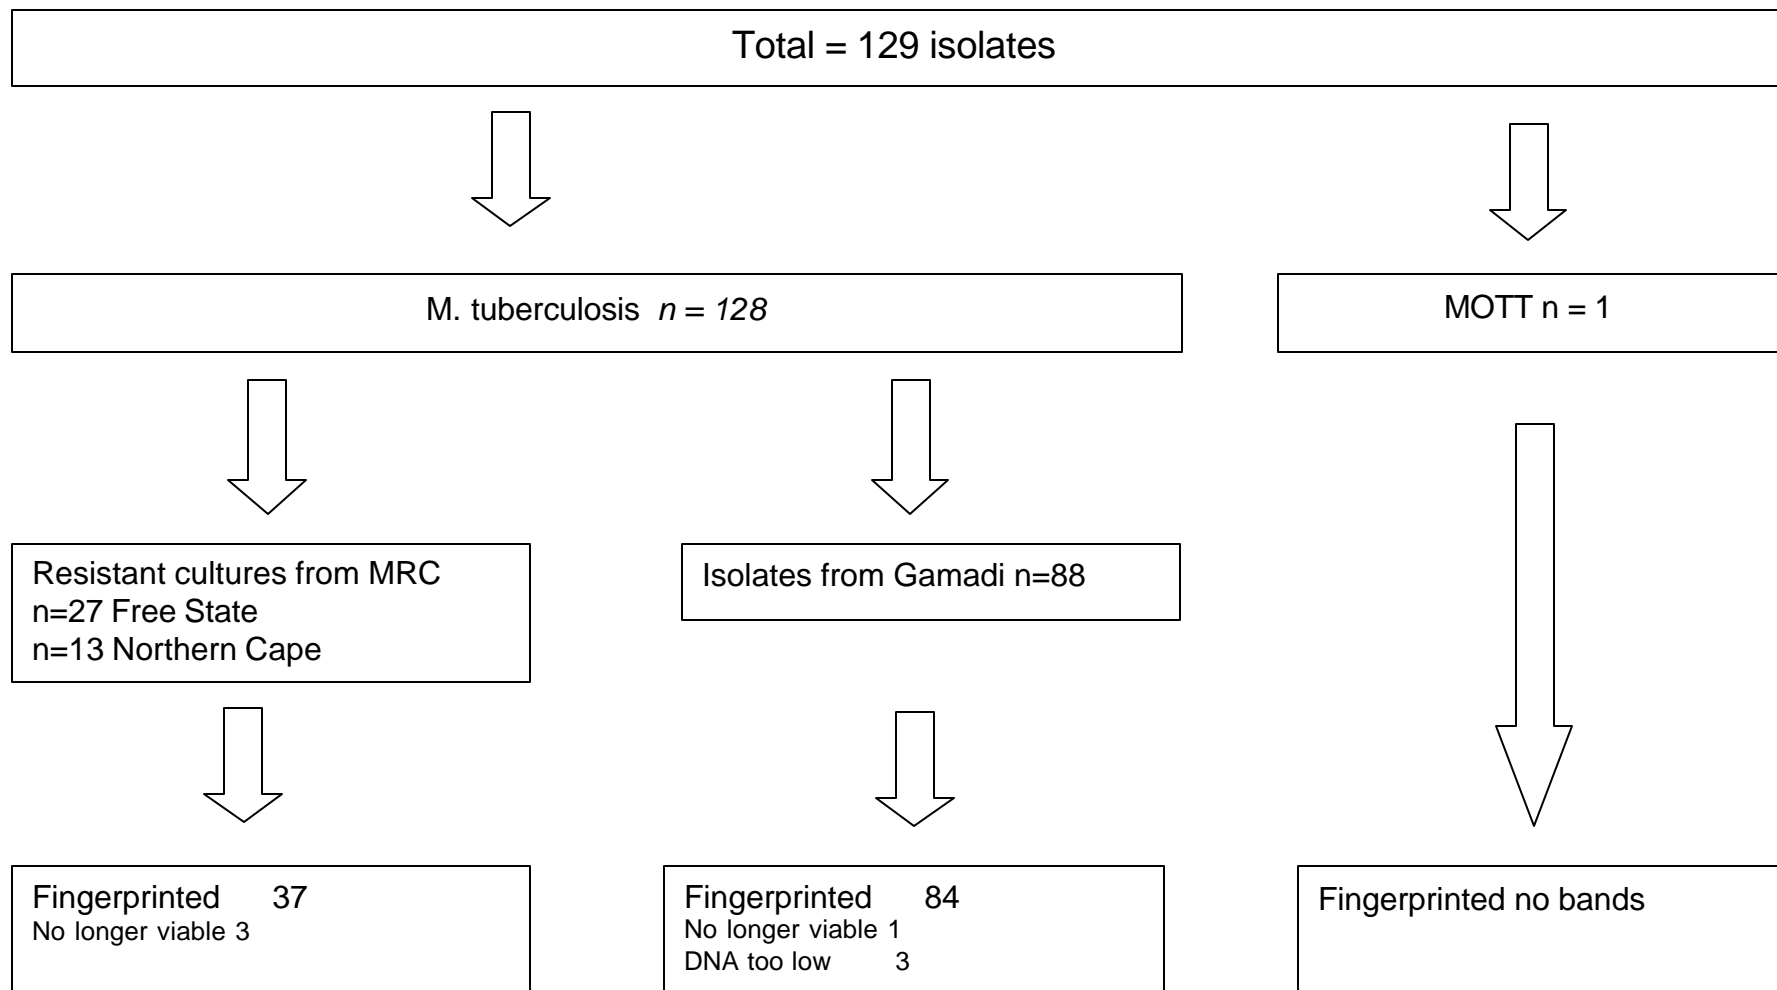 Total = 129 isolates
M. tuberculosis n = 128
MOTT n = 1
Resistant cultures from MRC
n=27 Free State
n=13 Northern Cape
Isolates from Gamadi n=88
Fingerprinted 37
No longer viable 3
Fingerprinted 84
No longer viable 1
DNA too low 3
Fingerprinted no bands